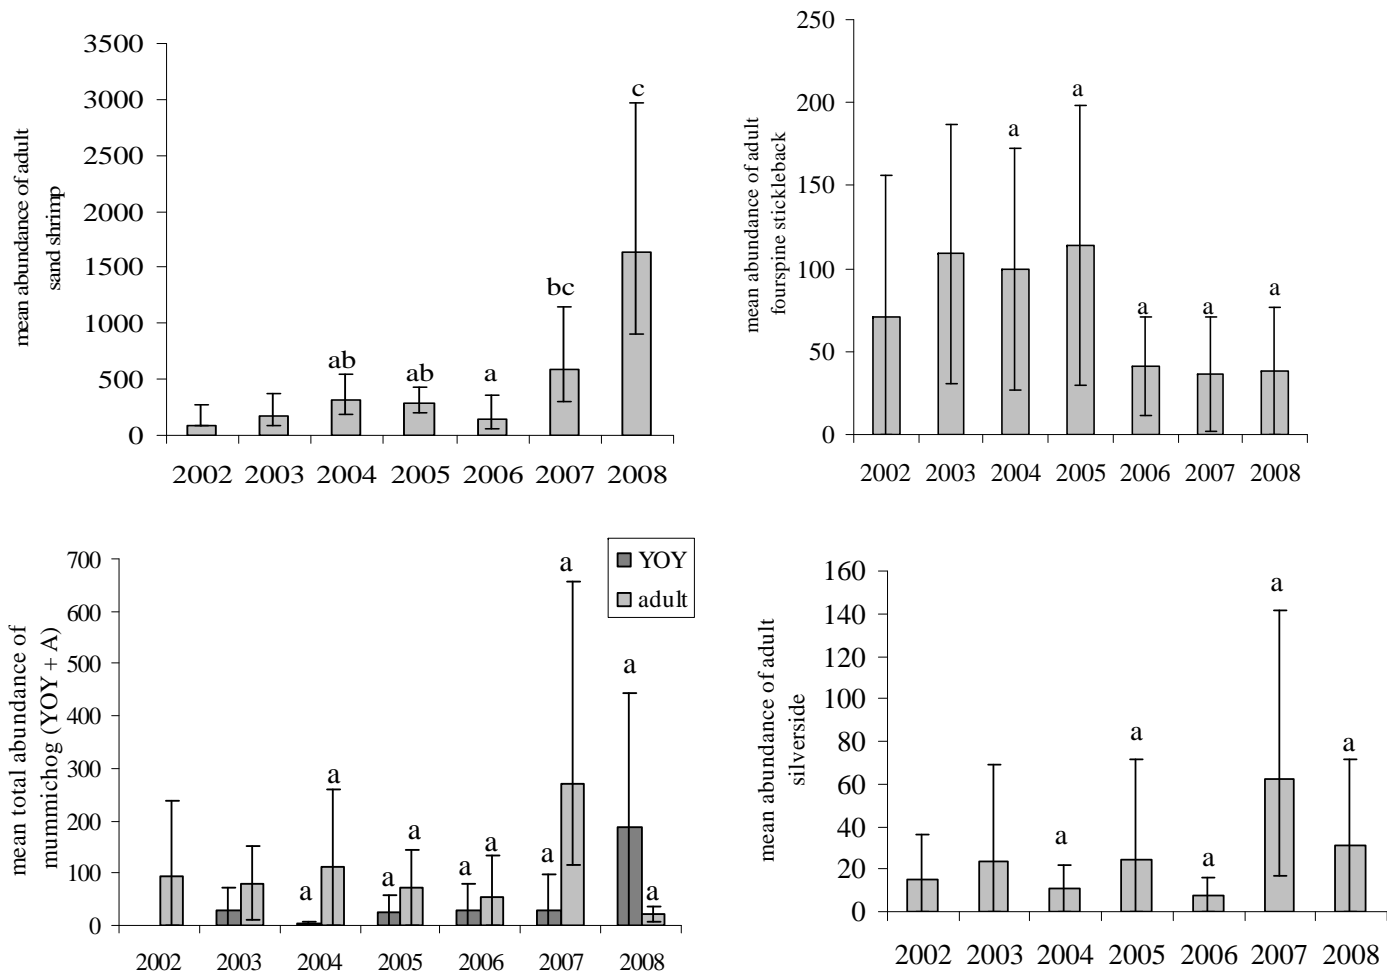 mean abundance of adult
sand shrimp
3500
3000
2500
2000
1500
1000
500
0
ab
ab
a
bc
c
2002 2003 2004 2005 2006 2007 2008
mean abundance of adult
fourspine stickleback
250
200
150
100
50
0
a
a
a
a
a
2002 2003 2004 2005 2006 2007 2008
mean total abundance of
mummichog (YOY + A)
700
600
500
400
300
200
100
0
YOY
adult
a
a
a
a
a
a
a
a
a
a
2002 2003 2004 2005 2006 2007 2008
mean abundance of adult
silverside
160
140
120
100
80
60
40
20
0
a
a
a
a
a
2002 2003 2004 2005 2006 2007 2008